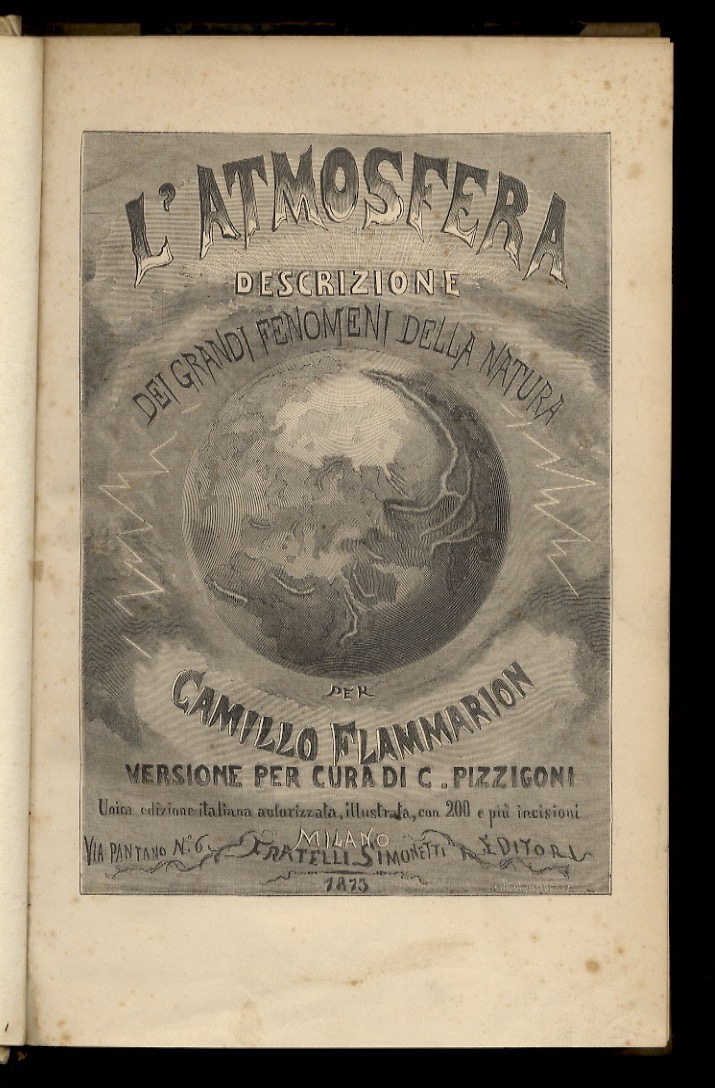 L'ATMOSFERA
DESCRIZIONE
DEI GRANDI FENOMENI DELLA NATURA
PER
CAMILLO FLAMMARION
VERSIONE PER CURA DI C. PIZZIGONI
Unica edizione italiana autorizzata, illustrata, con 200 e più incisioni
MILANO
VIA PANTANO N.º 6. FRATELLI SIMONETTI EDITORI
1873